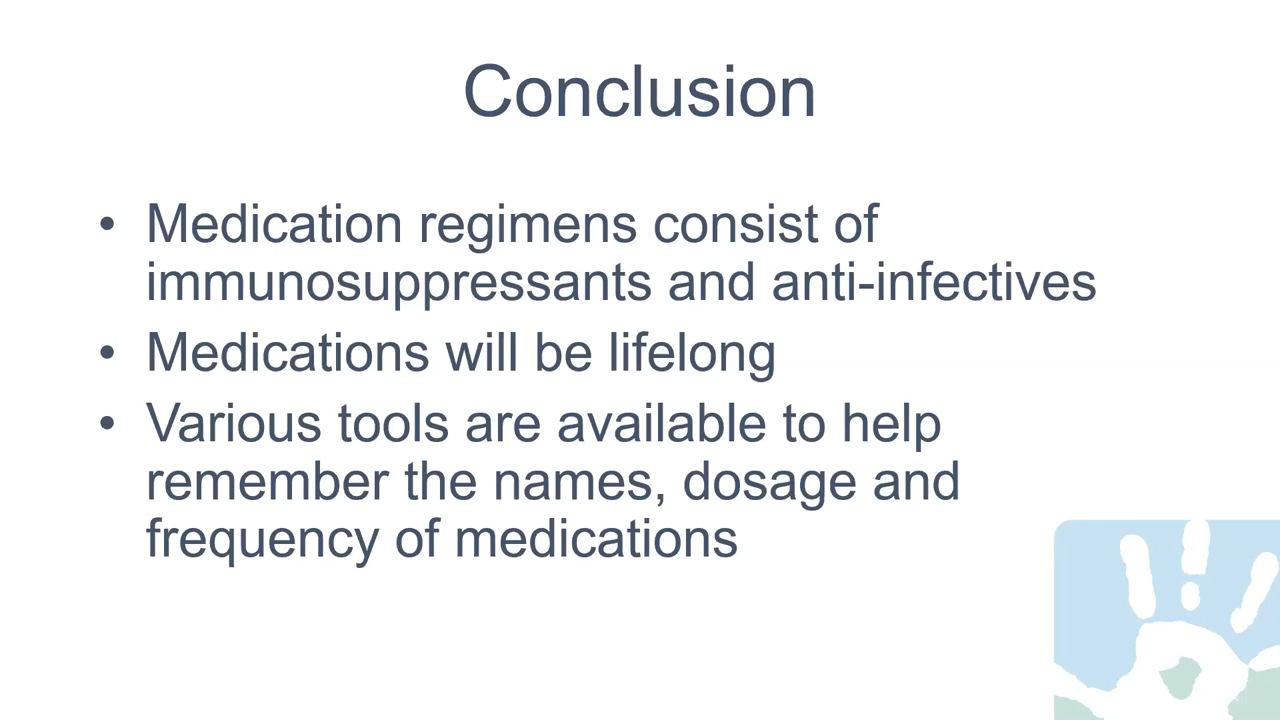 Conclusion
• Medication regimens consist of
immunosuppressants and anti-infectives
• Medications will be lifelong
• Various tools are available to help
remember the names, dosage and
frequency of medications